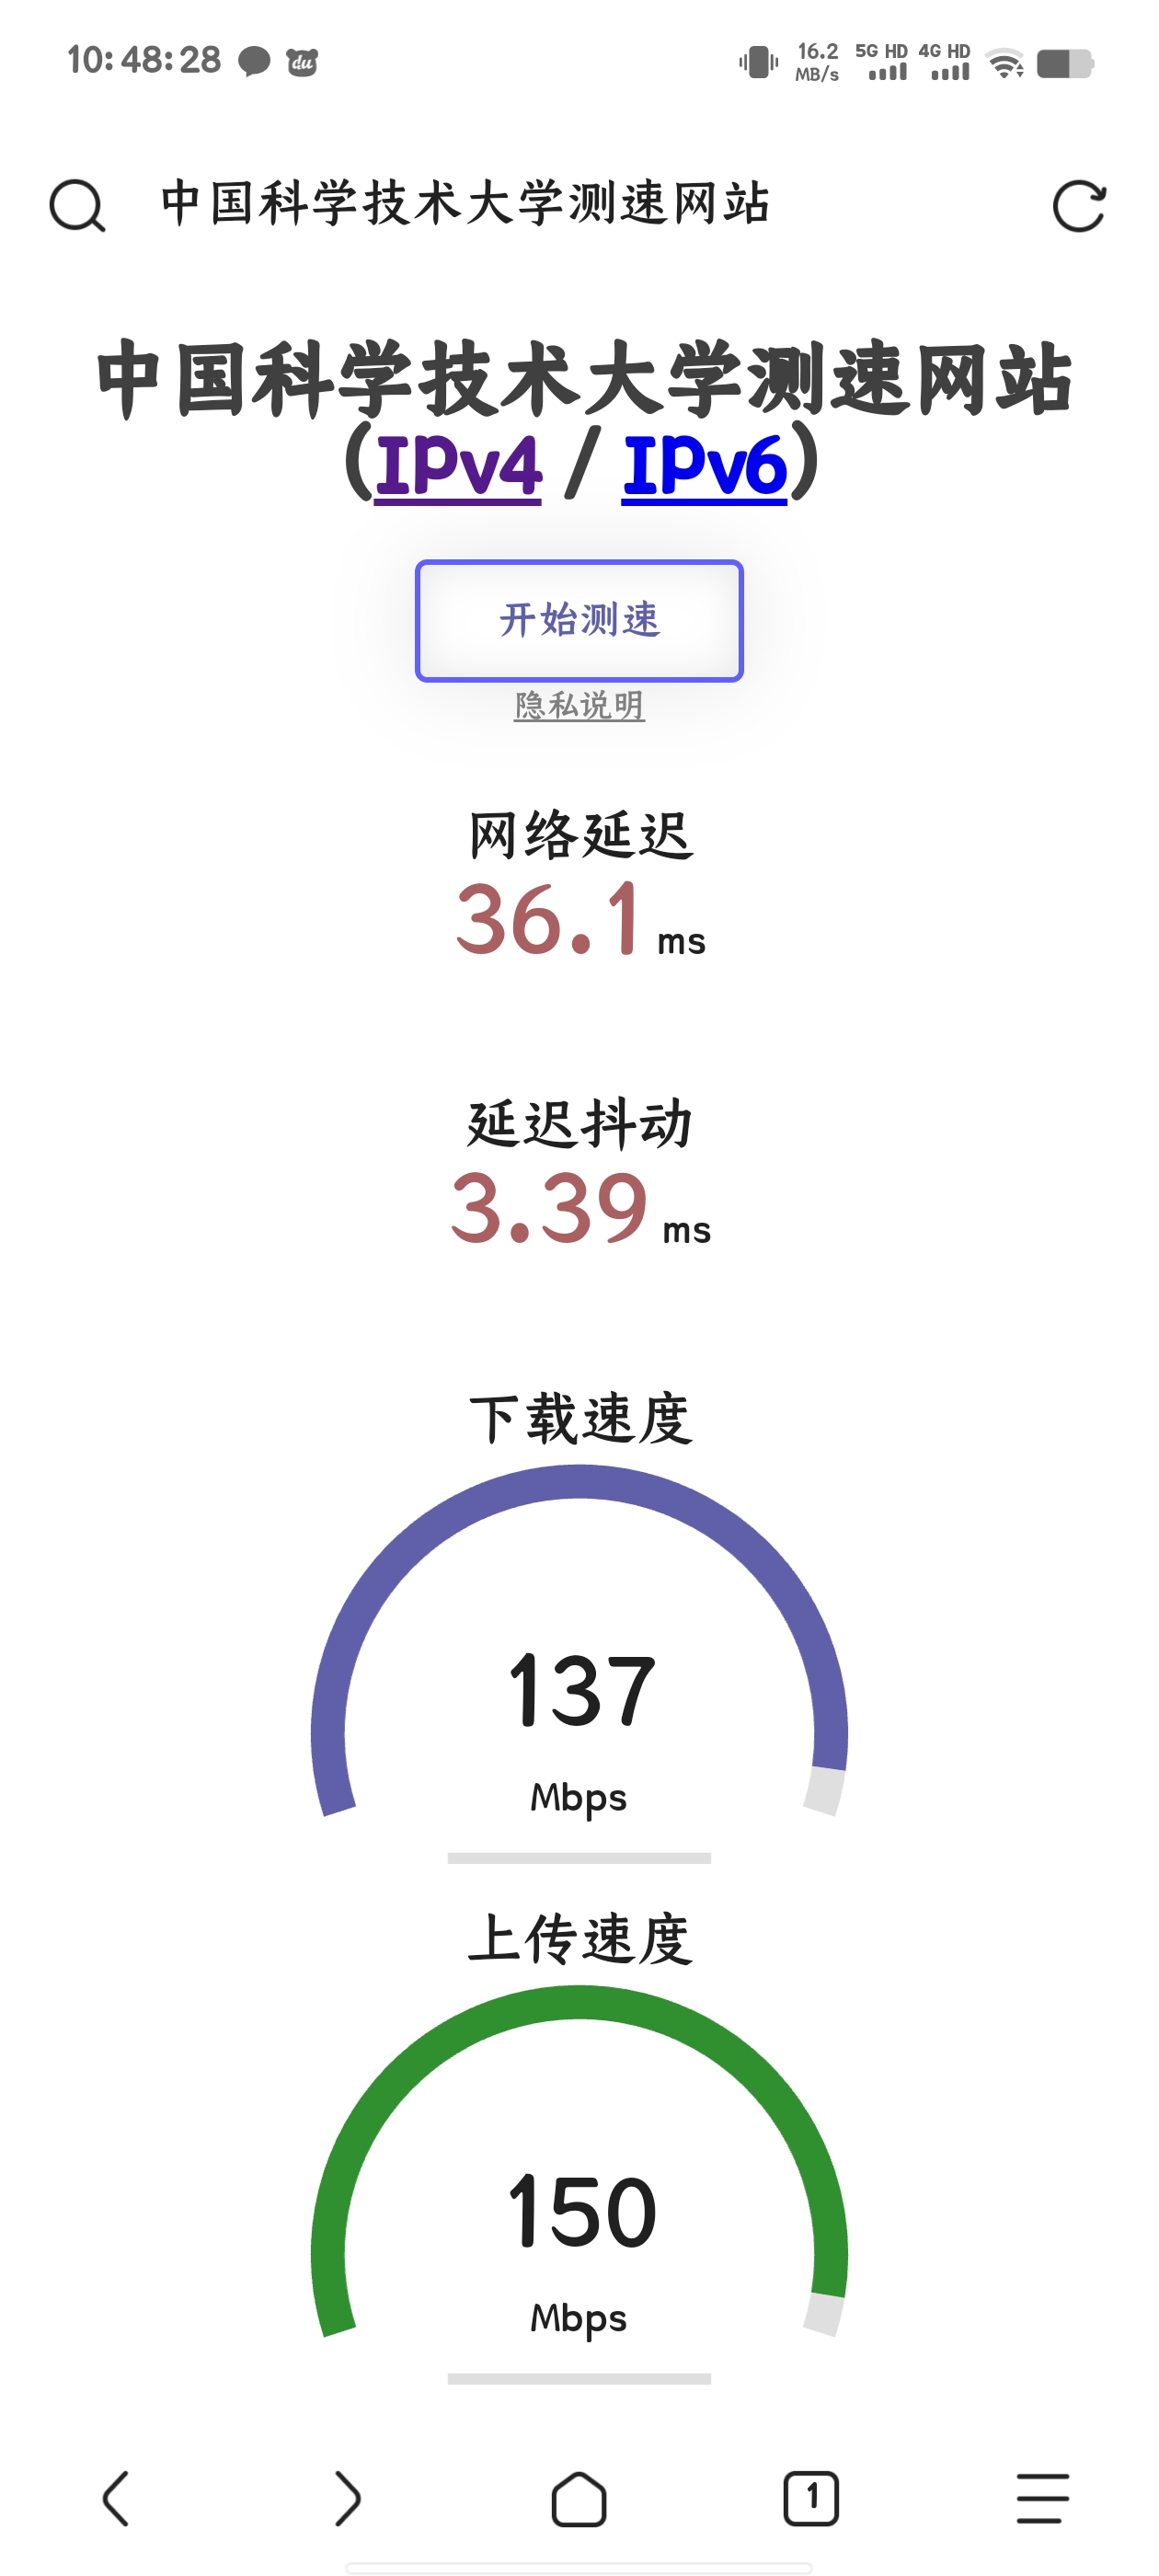 10:48:28 du 16.2 MB/s 5G HD 4G HD
中国科学技术大学测速网站
中国科学技术大学测速网站
(IPv4 / IPv6)
开始测速
隐私说明
网络延迟
36.1 ms
延迟抖动
3.39 ms
下载速度
137
Mbps
上传速度
150
Mbps
1